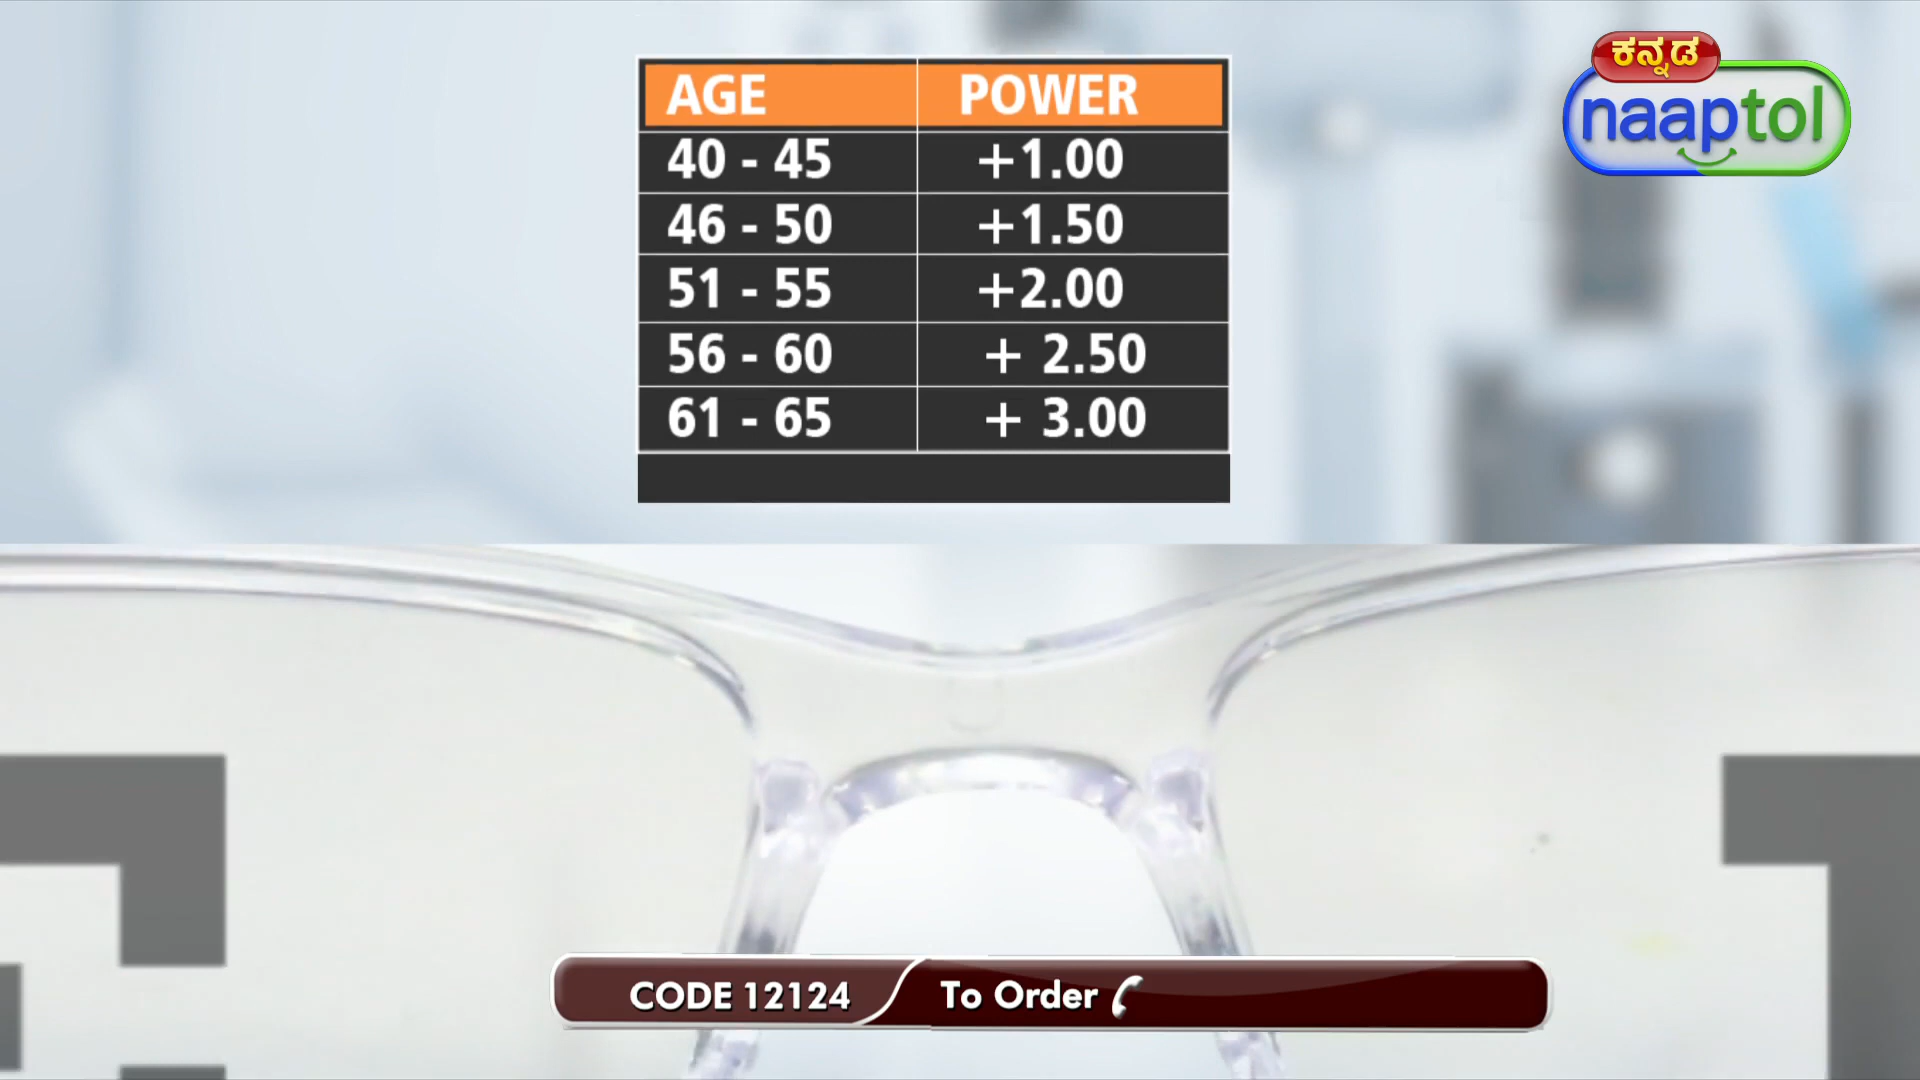 AGE POWER
40 - 45 +1.00
46 - 50 +1.50
51 - 55 +2.00
56 - 60 + 2.50
61 - 65 + 3.00
ಕನ್ನಡ
naaptol
CODE 12124 To Order